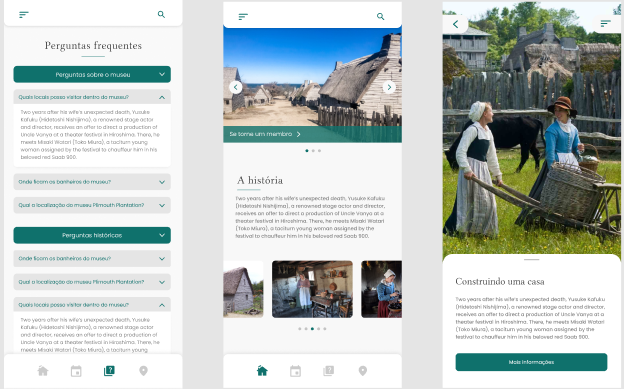 Perguntas frequentes
Perguntas sobre o museu
Quais locais posso visitar dentro do museu?
Two years after his wife's unexpected death, Yusuke
Kafuku (Hidetoshi Nishijima), a renowned stage actor
and director, receives an offer to direct a production of
Uncle Vanya at a theater festival in Hiroshima. There, he
meets Misaki Watari (Toko Miura), a taciturn young
woman assigned by the festival to chauffeur him in his
beloved red Saab 900.
Onde ficam os banheiros do museu?
Qual a localização do museu Plimouth Plantation?
Perguntas históricas
Onde ficam os banheiros do museu?
Qual a localização do museu Plimouth Plantation?
Quais locais posso visitar dentro do museu?
Two years after his wife's unexpected death, Yusuke
Kafuku (Hidetoshi Nishijima), a renowned stage actor
and director, receives an offer to direct a production of
Uncle Vanya at a theater festival in Hiroshima. There, he
meets Misaki Watari (Toko Miura), a taciturn young
Se torne um membro
A história
Two years after his wife's unexpected death, Yusuke Kafuku
(Hidetoshi Nishijima), a renowned stage actor and director,
receives an offer to direct a production of Uncle Vanya at a
theater festival in Hiroshima. There, he meets Misaki Watari
(Toko Miura), a taciturn young woman assigned by the
festival to chauffeur him in his beloved red Saab 900.
Construindo uma casa
Two years after his wife's unexpected death, Yusuke Kafuku
(Hidetoshi Nishijima), a renowned stage actor and director,
receives an offer to direct a production of Uncle Vanya at a
theater festival in Hiroshima. There, he meets Misaki Watari
(Toko Miura), a taciturn young woman assigned by the
festival to chauffeur him in his beloved red Saab 900.
Mais informações